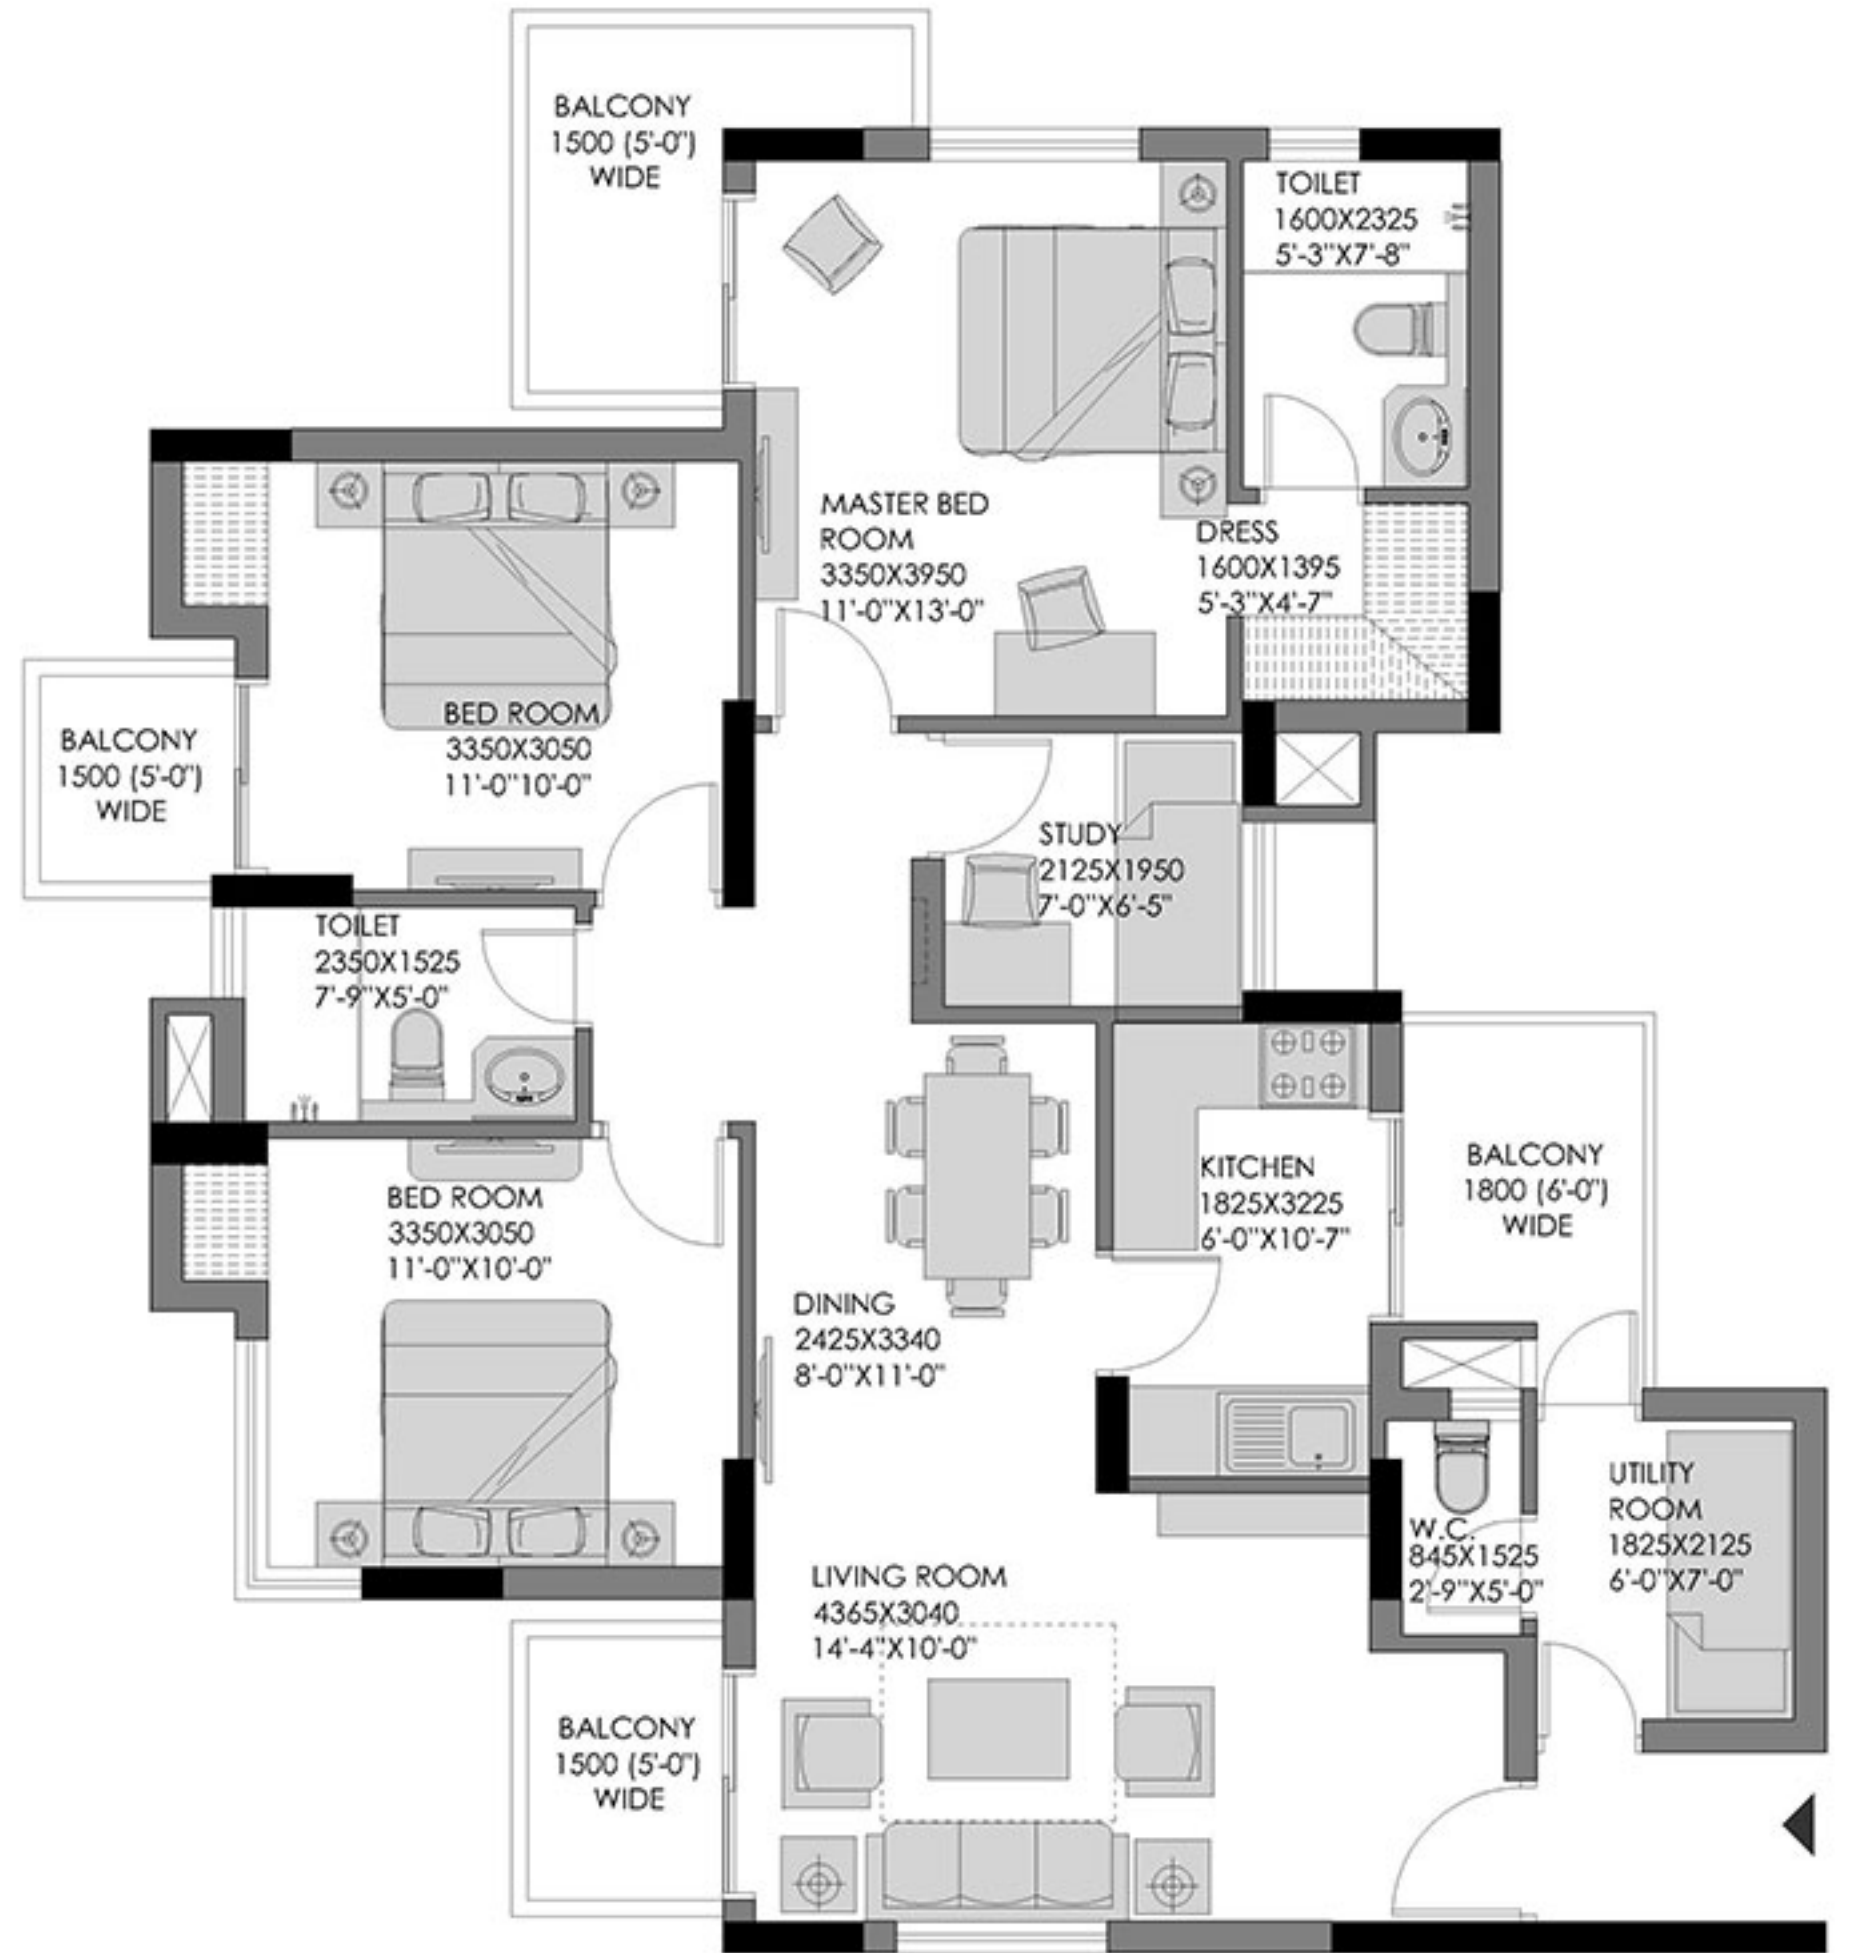 BALCONY
1500 (5'-0")
WIDE
TOILET
1600X2325
5'-3"X7'-8"
MASTER BED
ROOM
3350X3950
11'-0"X13'-0"
DRESS
1600X1395
5'-3"X4'-7"
BED ROOM
3350X3050
11'-0"10'-0"
BALCONY
1500 (5'-0")
WIDE
STUDY
2125X1950
7'-0"X6'-5"
TOILET
2350X1525
7'-9"X5'-0"
KITCHEN
1825X3225
6'-0"X10'-7"
BALCONY
1800 (6'-0")
WIDE
BED ROOM
3350X3050
11'-0"X10'-0"
DINING
2425X3340
8'-0"X11'-0"
UTILITY
ROOM
1825X2125
6'-0"X7'-0"
W.C.
845X1525
2'-9"X5'-0"
LIVING ROOM
4365X3040
14'-4"X10'-0"
BALCONY
1500 (5'-0")
WIDE